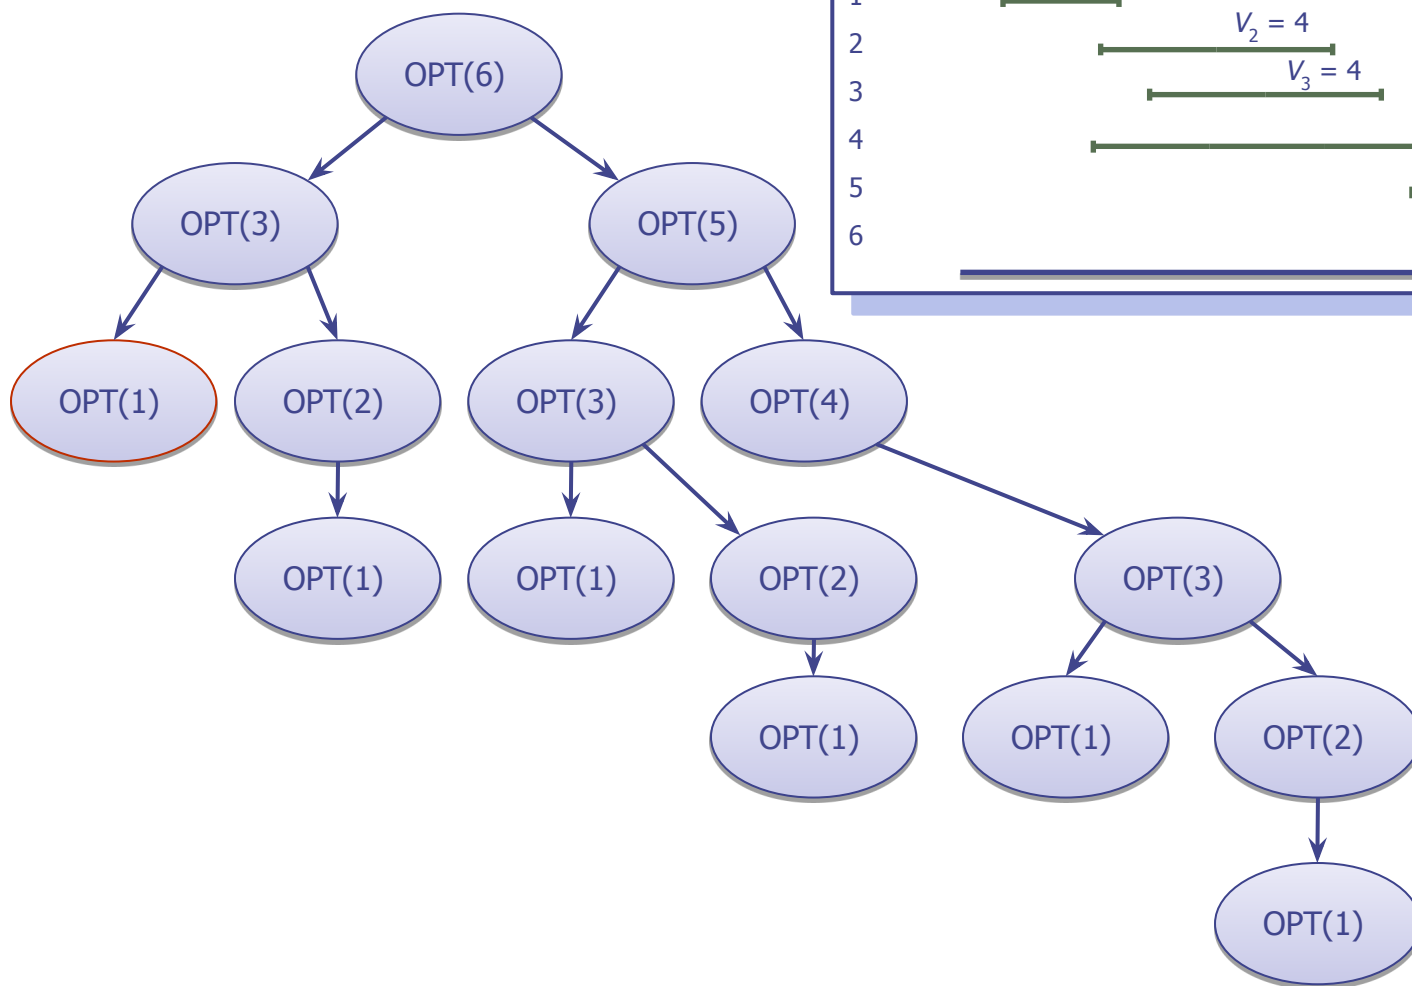 1
V2 = 4
2
V3 = 4
3
4
5
6
OPT(6)
OPT(3)
OPT(5)
OPT(1)
OPT(2)
OPT(3)
OPT(4)
OPT(1)
OPT(1)
OPT(2)
OPT(3)
OPT(1)
OPT(1)
OPT(2)
OPT(1)